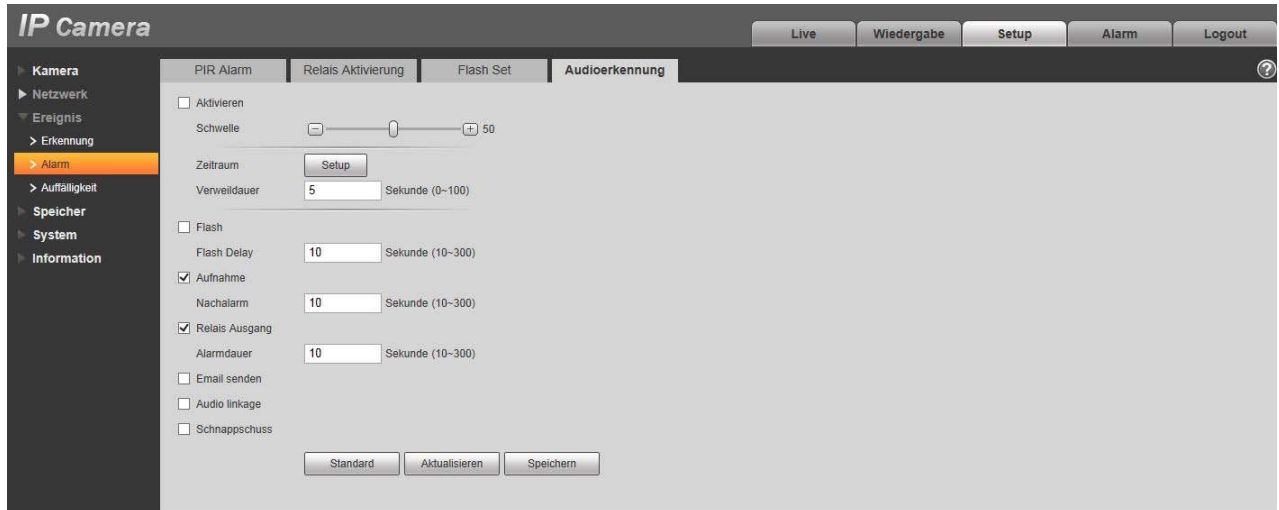 IP Camera
Live Wiedergabe Setup Alarm Logout
Kamera
Netzwerk
Ereignis
> Erkennung
> Alarm
> Auffälligkeit
Speicher
System
Information
PIR Alarm Relais Aktivierung Flash Set Audioerkennung ?
Aktivieren
Schwelle - + 50
Zeitraum Setup
Verweildauer 5 Sekunde (0~100)
Flash
Flash Delay 10 Sekunde (10~300)
Aufnahme
Nachalarm 10 Sekunde (10~300)
Relais Ausgang
Alarmdauer 10 Sekunde (10~300)
Email senden
Audio linkage
Schnappschuss
Standard Aktualisieren Speichern